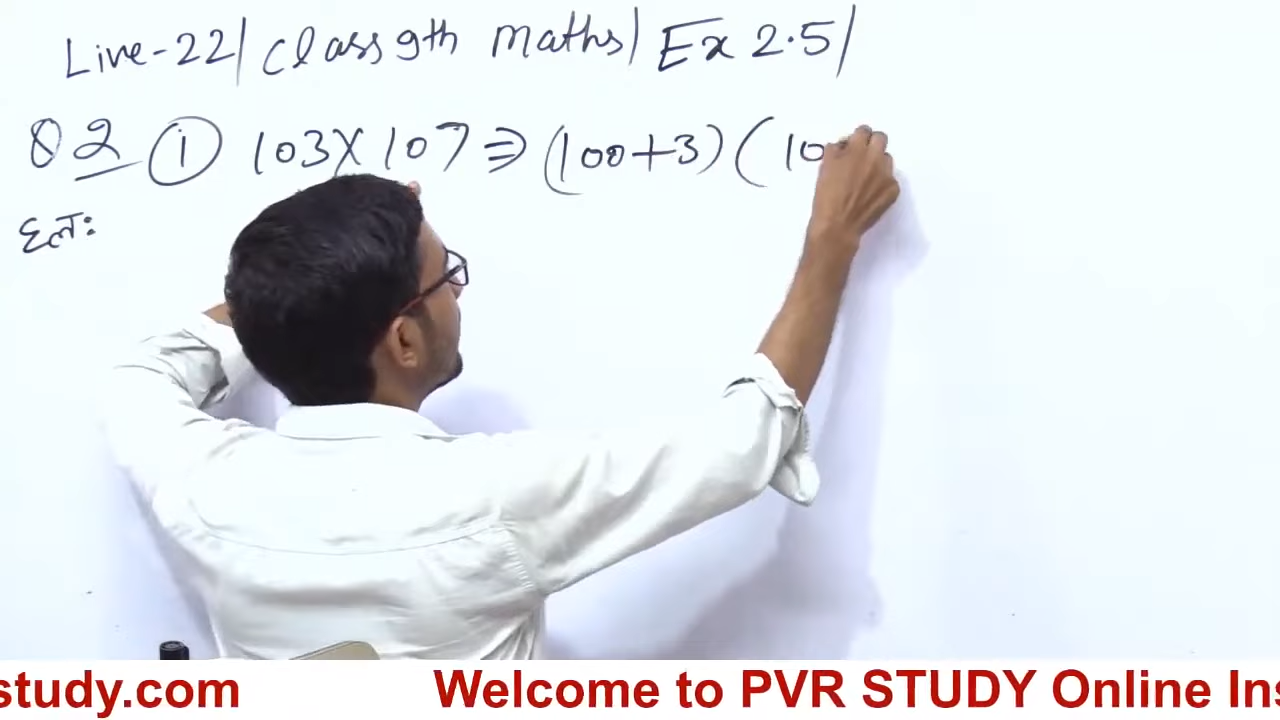 Live-22/ Class 9th maths/ Ex 2.5/
Q 2 ① 103X107 ⇒ (100+3) (10
हल:
study.com Welcome to PVR STUDY Online Ins